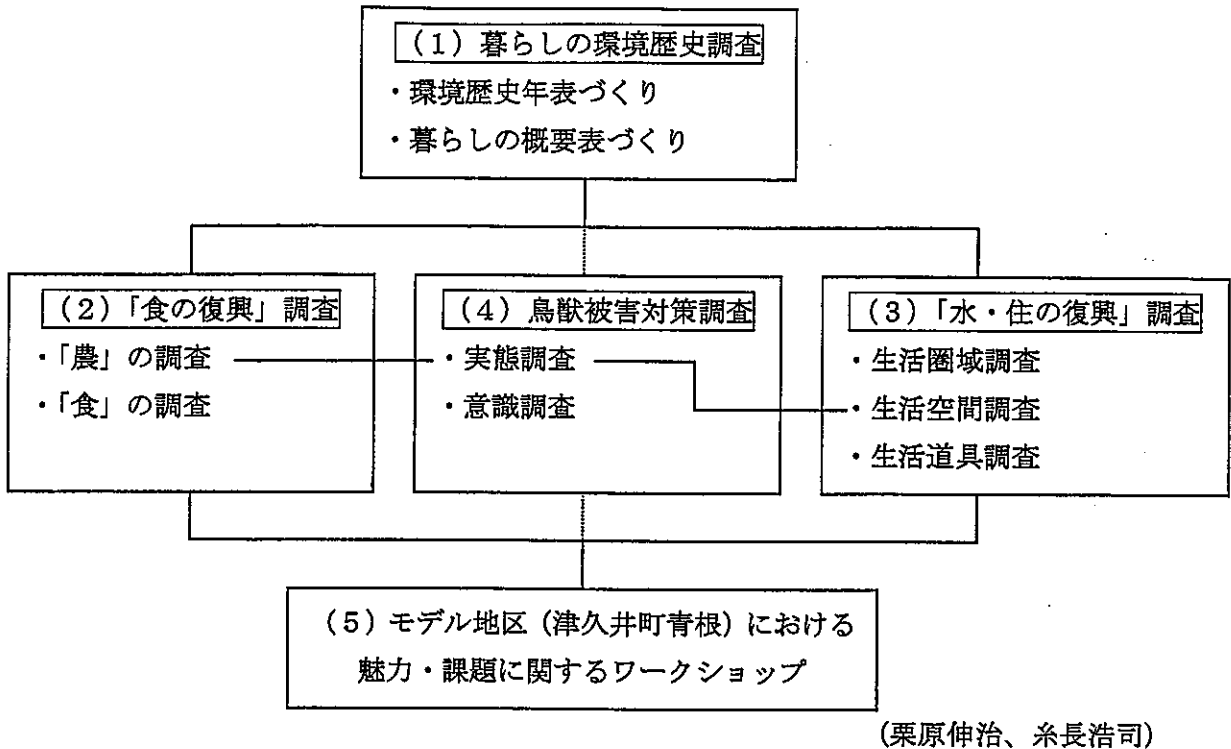 (1)暮らしの環境歴史調査
・環境歴史年表づくり
・暮らしの概要表づくり
(2)「食の復興」調査
・「農」の調査
・「食」の調査
(4)鳥獣被害対策調査
・実態調査
・意識調査
(3)「水・住の復興」調査
・生活圏域調査
・生活空間調査
・生活道具調査
(5)モデル地区(津久井町青根)における
魅力・課題に関するワークショップ
(栗原伸治、糸長浩司)